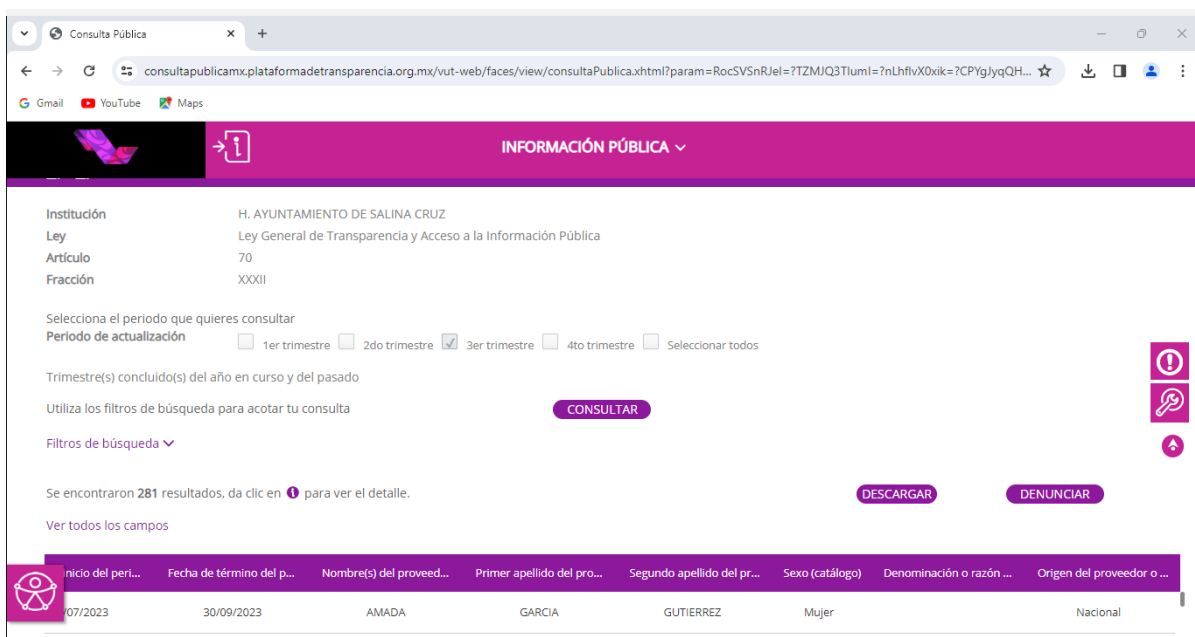 Consulta Pública
consultapublicamx.plataformadetransparencia.org.mx/vut-web/faces/view/consultaPublica.xhtml?param=RocSVSnRJeI=?TZMJQ3TIumI=?nLhflvX0xik=?CPYgJyqQH...
Gmail YouTube Maps
INFORMACIÓN PÚBLICA
Institución H. AYUNTAMIENTO DE SALINA CRUZ
Ley Ley General de Transparencia y Acceso a la Información Pública
Artículo 70
Fracción XXXII
Selecciona el periodo que quieres consultar
Periodo de actualización 1er trimestre 2do trimestre 3er trimestre 4to trimestre Seleccionar todos
Trimestre(s) concluido(s) del año en curso y del pasado
Utiliza los filtros de búsqueda para acotar tu consulta CONSULTAR
Filtros de búsqueda
Se encontraron 281 resultados, da clic en i para ver el detalle. DESCARGAR DENUNCIAR
Ver todos los campos
inicio del peri... Fecha de término del p... Nombre(s) del proveed... Primer apellido del pro... Segundo apellido del pr... Sexo (catálogo) Denominación o razón ... Origen del proveedor o ...
/07/2023 30/09/2023 AMADA GARCIA GUTIERREZ Mujer Nacional